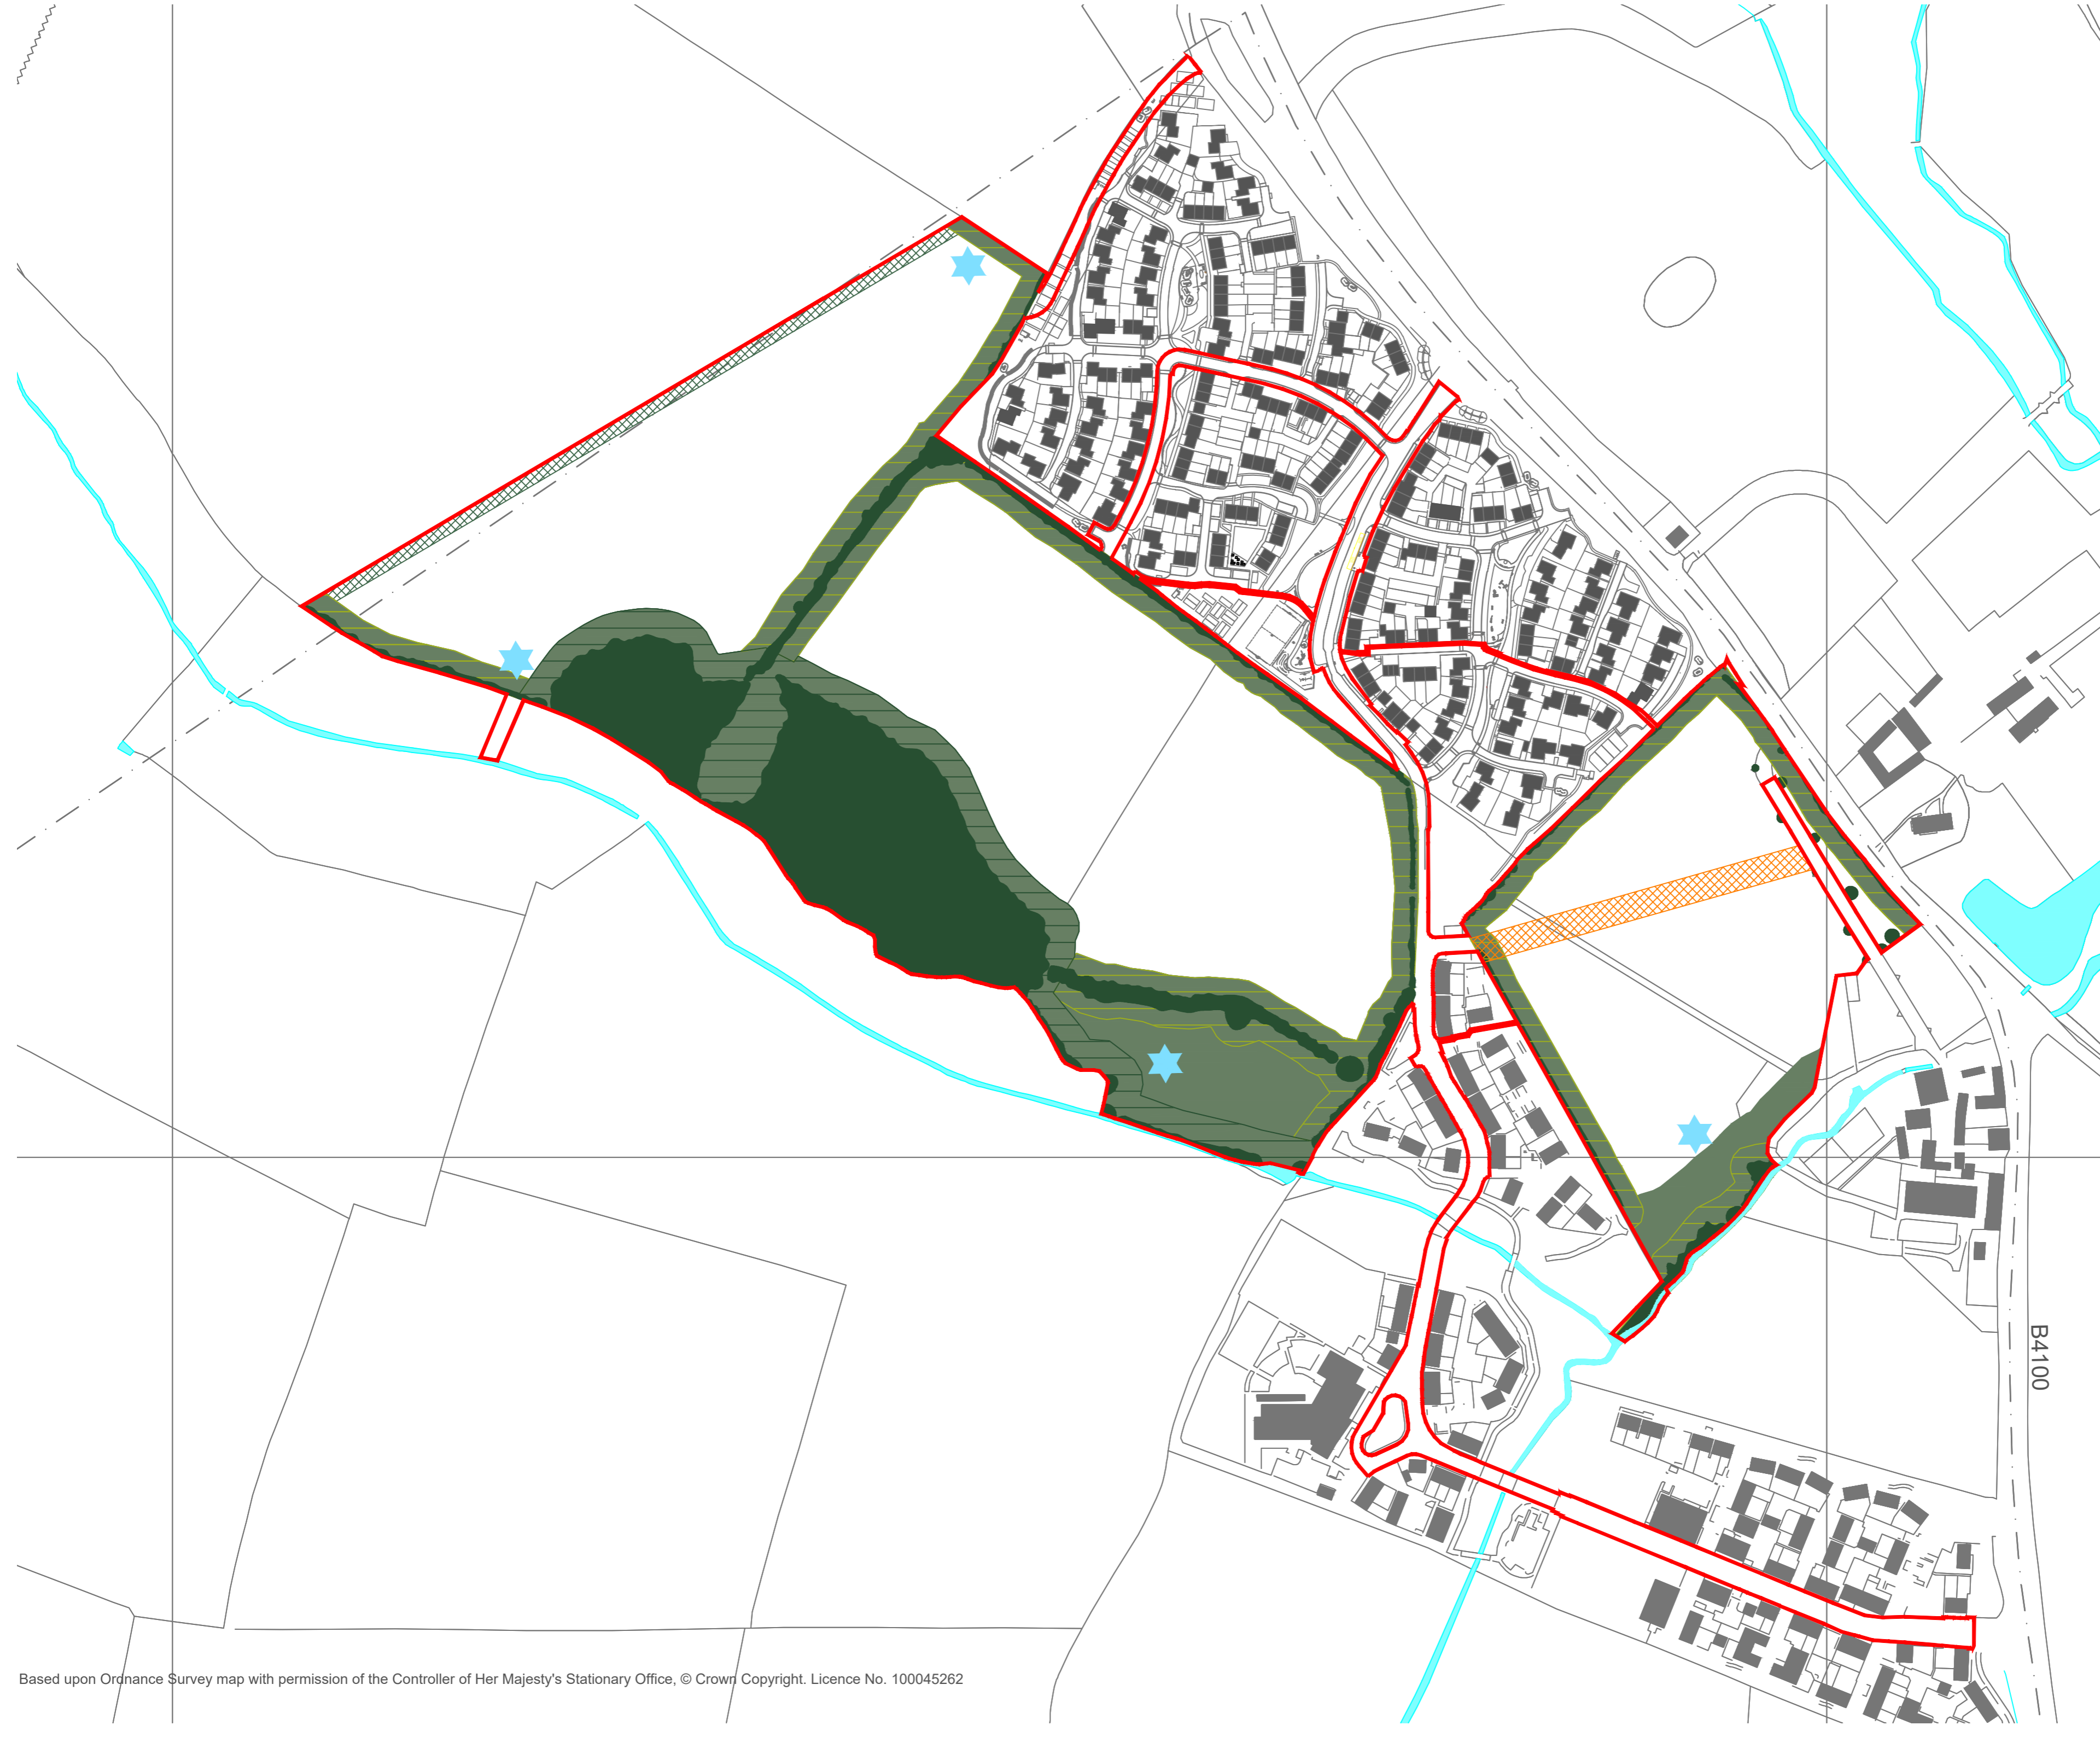 B4100
Based upon Ordnance Survey map with permission of the Controller of Her Majesty's Stationary Office, © Crown Copyright. Licence No. 100045262